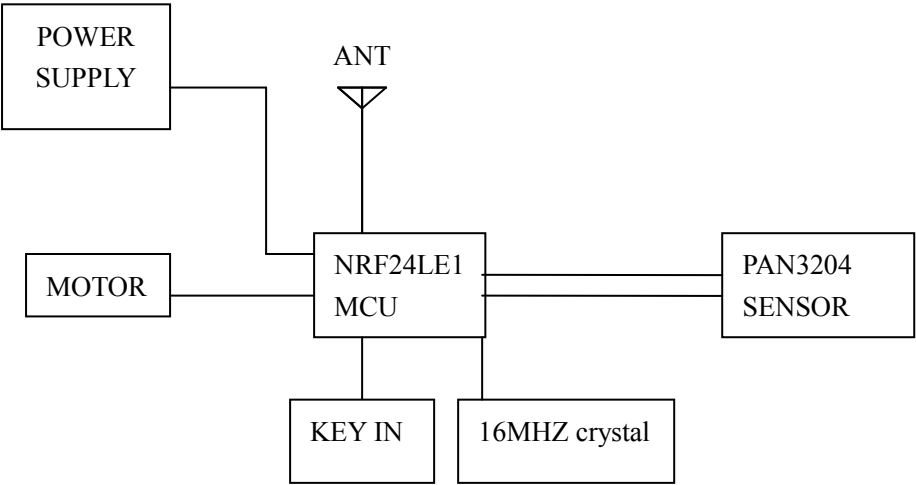 POWER
SUPPLY
ANT
NRF24LE1
MCU
PAN3204
SENSOR
MOTOR
KEY IN
16MHZ crystal